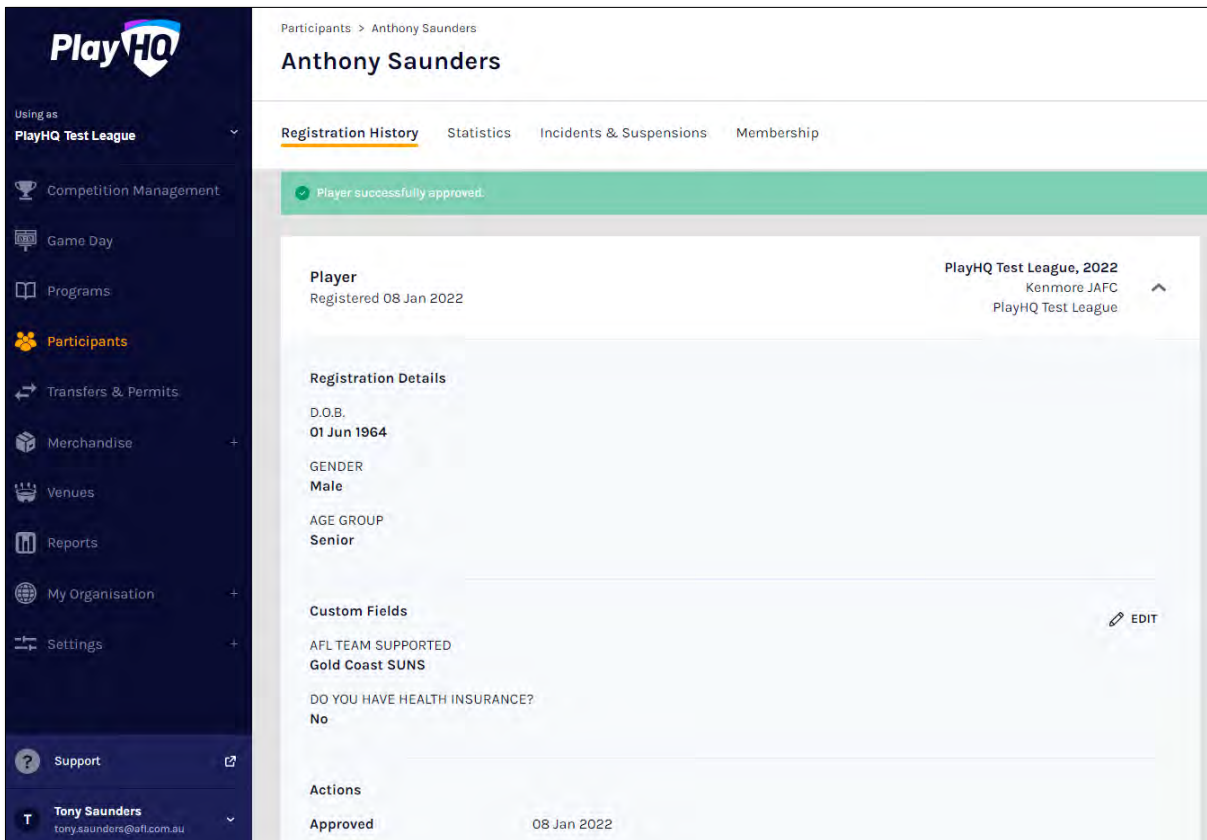 PlayHQ
Using as
PlayHQ Test League
Competition Management
Game Day
Programs
Participants
Transfers & Permits
Merchandise +
Venues
Reports
My Organisation +
Settings +
? Support
T Tony Saunders
tony.saunders@afl.com.au
Participants > Anthony Saunders
Anthony Saunders
Registration History Statistics Incidents & Suspensions Membership
Player successfully approved.
Player
Registered 08 Jan 2022
PlayHQ Test League, 2022
Kenmore JAFC
PlayHQ Test League
Registration Details
D.O.B.
01 Jun 1964
GENDER
Male
AGE GROUP
Senior
Custom Fields
EDIT
AFL TEAM SUPPORTED
Gold Coast SUNS
DO YOU HAVE HEALTH INSURANCE?
No
Actions
Approved 08 Jan 2022